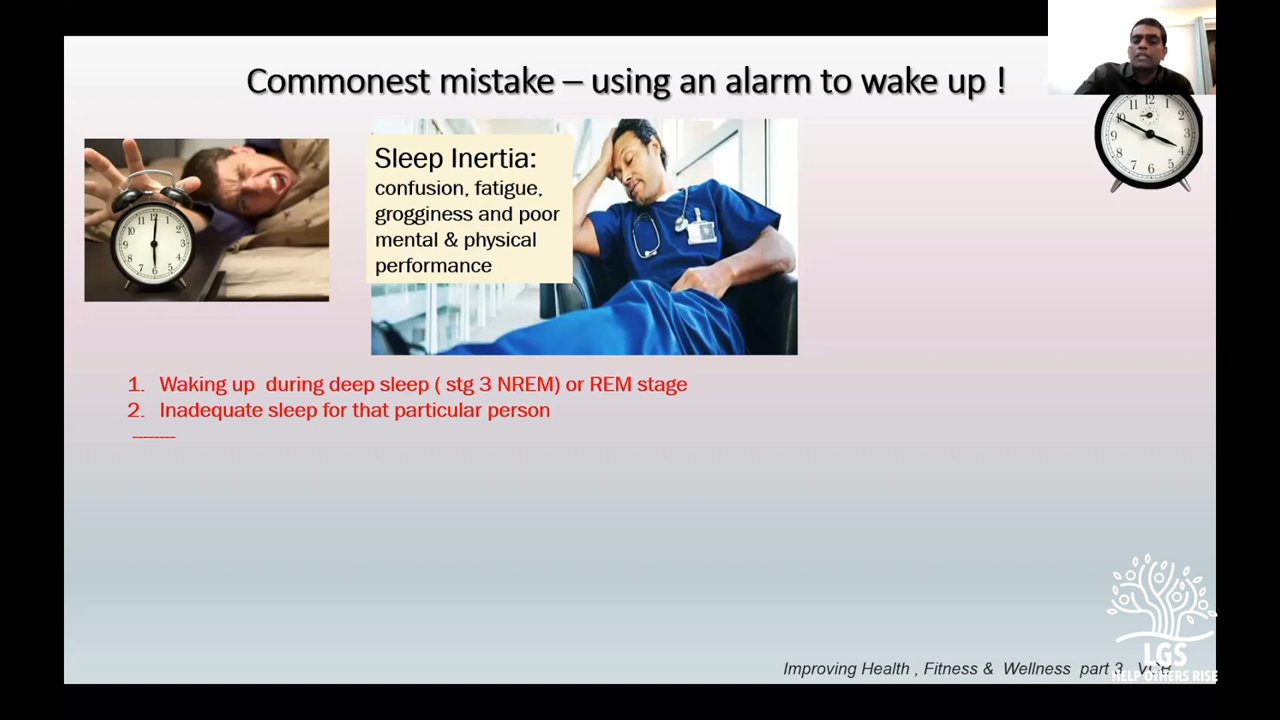 Commonest mistake – using an alarm to wake up !
Sleep Inertia:
confusion, fatigue,
grogginess and poor
mental & physical
performance
1. Waking up during deep sleep ( stg 3 NREM) or REM stage
2. Inadequate sleep for that particular person
--------
Improving Health , Fitness & Wellness part 3 VCR
LGS
HELP OTHERS RISE